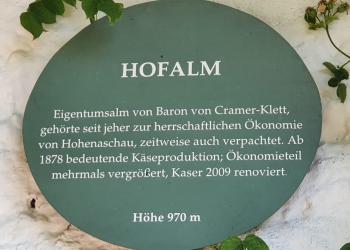 HOFALM
Eigentumsalm von Baron von Cramer-Klett,
gehörte seit jeher zur herrschaftlichen Ökonomie
von Hohenaschau, zeitweise auch verpachtet. Ab
1878 bedeutende Käseproduktion; Ökonomieteil
mehrmals vergrößert, Kaser 2009 renoviert.
Höhe 970 m